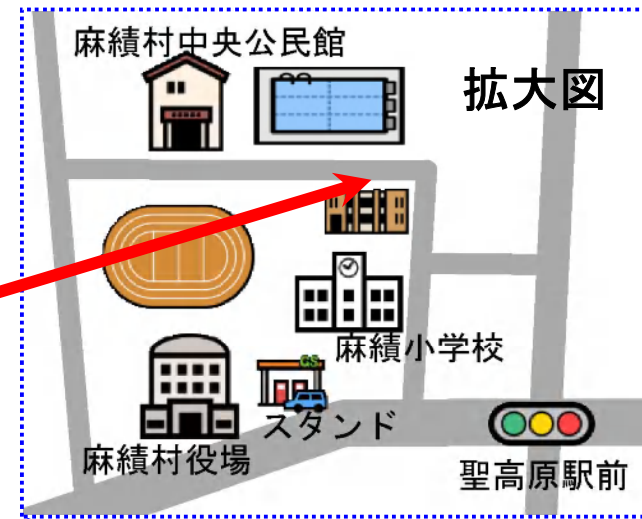 麻績村中央公民館
拡大図
麻績小学校
GS.
スタンド
麻績村役場
聖高原駅前